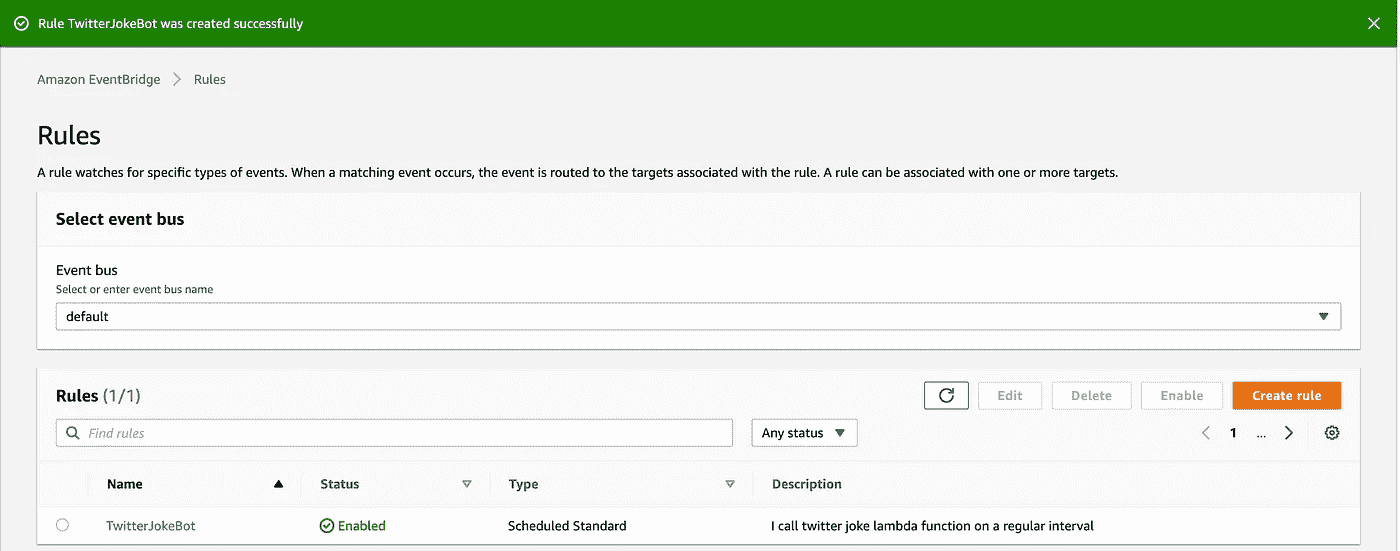 Rule TwitterJokeBot was created successfully
Amazon EventBridge Rules
Rules
A rule watches for specific types of events. When a matching event occurs, the event is routed to the targets associated with the rule. A rule can be associated with one or more targets.
Select event bus
Event bus
Select or enter event bus name
default
Rules (1/1) Edit Delete Enable Create rule
Find rules Any status 1 ...
Name Status Type Description
TwitterJokeBot Enabled Scheduled Standard I call twitter joke lambda function on a regular interval